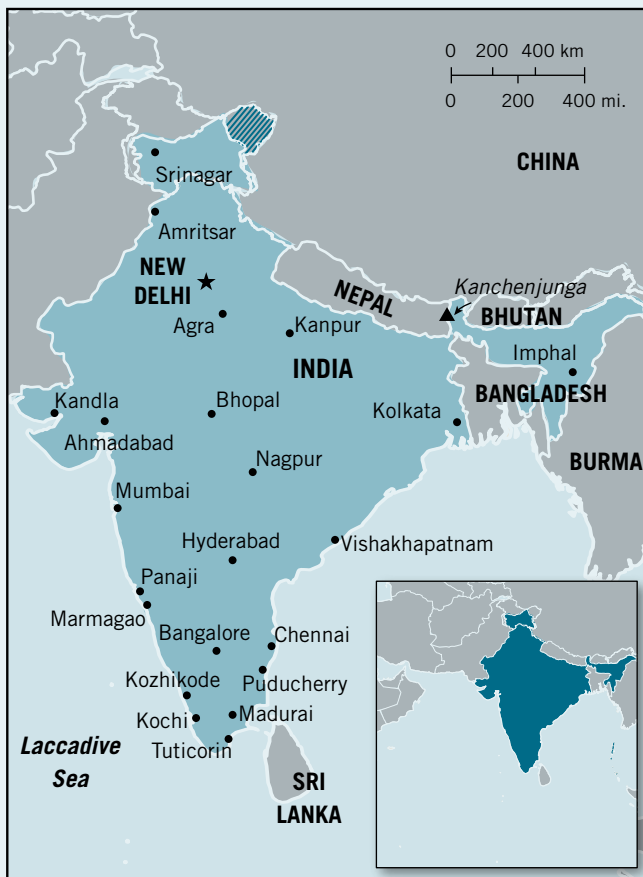 0 200 400 km
0 200 400 mi.
CHINA
Srinagar
Amritsar
NEW
DELHI
NEPAL
Kanchenjunga
BHUTAN
Agra
Kanpur
Imphal
INDIA
BANGLADESH
Kandla
Bhopal
Kolkata
Ahmadabad
BURMA
Nagpur
Mumbai
Hyderabad
Vishakhapatnam
Panaji
Marmagao
Bangalore
Chennai
Kozhikode
Puducherry
Kochi
Madurai
Laccadive
Sea
Tuticorin
SRI
LANKA